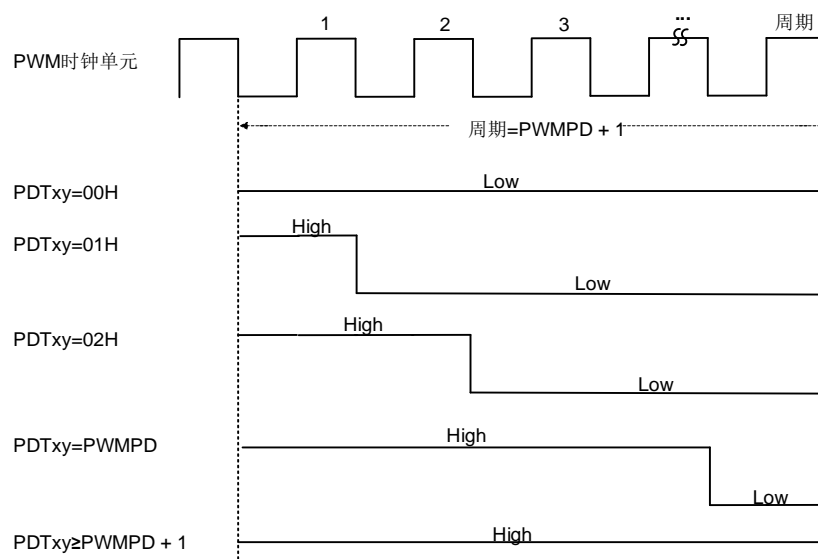 1 2 3 ... 周期
PWM时钟单元
周期=PWMPD + 1
PDTxy=00H Low
PDTxy=01H High
Low
PDTxy=02H High
Low
PDTxy=PWMPD High
Low
PDTxy≥PWMPD + 1 High